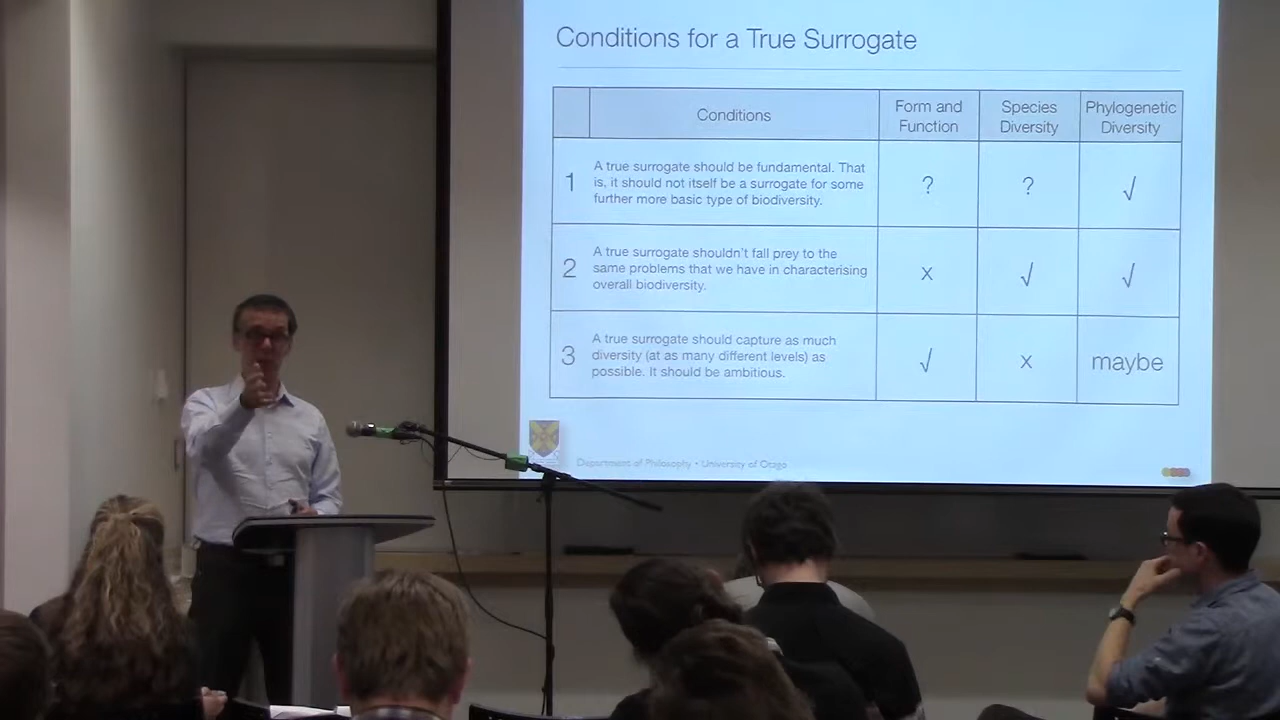 Conditions for a True Surrogate
Conditions
Form and
Function
Species
Diversity
Phylogenetic
Diversity
1
A true surrogate should be fundamental. That
is, it should not itself be a surrogate for some
further more basic type of biodiversity.
?
?
√
2
A true surrogate shouldn't fall prey to the
same problems that we have in characterising
overall biodiversity.
x
√
√
3
A true surrogate should capture as much
diversity (at as many different levels) as
possible. It should be ambitious.
√
x
maybe
Department of Philosophy • University of Otago